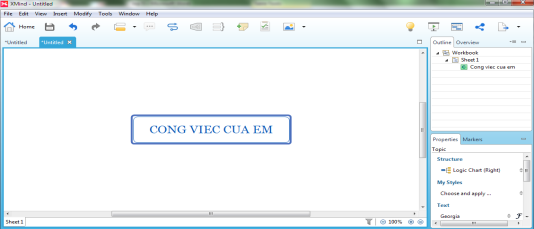 XMind - Untitled
File Edit View Insert Modify Tools Window Help
Home
*Untitled *Untitled
CONG VIEC CUA EM
Sheet 1
100%
Outline Overview
Workbook
Sheet 1
Cong viec cua em
Properties Markers
Topic
Structure
Logic Chart (Right)
My Styles
Choose and apply ...
Text
Georgia